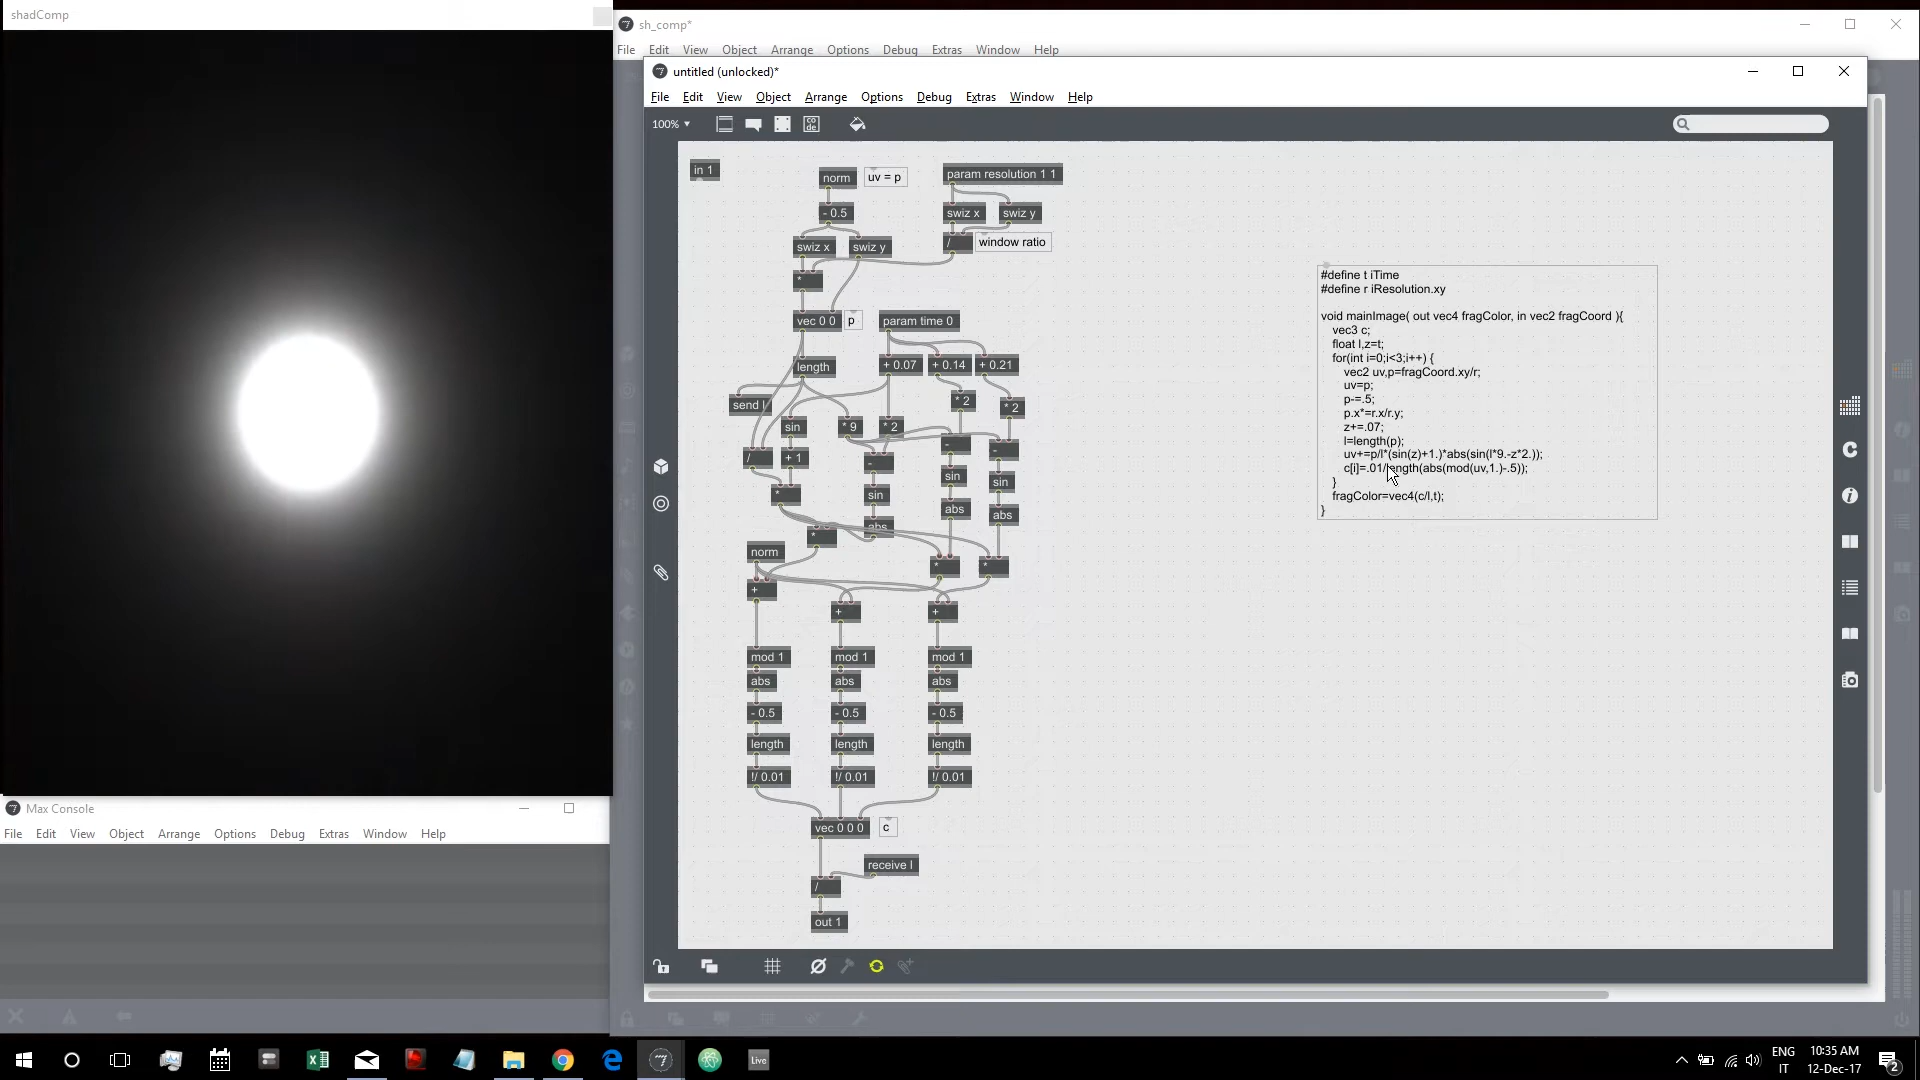 shadComp
sh_comp*
File Edit View Object Arrange Options Debug Extras Window Help
untitled (unlocked)*
File Edit View Object Arrange Options Debug Extras Window Help
100%
in 1
norm
uv = p
param resolution 1 1
- 0.5
swiz x
swiz y
swiz x
swiz y
/
window ratio
*
vec 0 0
p
param time 0
length
+ 0.07
+ 0.14
+ 0.21
send l
* 2
* 2
sin
* 9
* 2
-
-
/
+ 1
-
sin
sin
*
sin
abs
abs
*
abs
norm
*
*
+
+
+
mod 1
mod 1
mod 1
abs
abs
abs
- 0.5
- 0.5
- 0.5
length
length
length
!/ 0.01
!/ 0.01
!/ 0.01
vec 0 0 0
c
receive l
/
out 1
#define t iTime
#define r iResolution.xy
void mainImage( out vec4 fragColor, in vec2 fragCoord ){
vec3 c;
float l,z=t;
for(int i=0;i<3;i++) {
vec2 uv,p=fragCoord.xy/r;
uv=p;
p-=.5;
p.x*=r.x/r.y;
z+=.07;
l=length(p);
uv+=p/l*(sin(z)+1.)*abs(sin(l*9.-z*2.));
c[i]=.01/length(abs(mod(uv,1.)-.5));
}
fragColor=vec4(c/l,t);
}
Max Console
File Edit View Object Arrange Options Debug Extras Window Help
Live
ENG
IT
10:35 AM
12-Dec-17
2